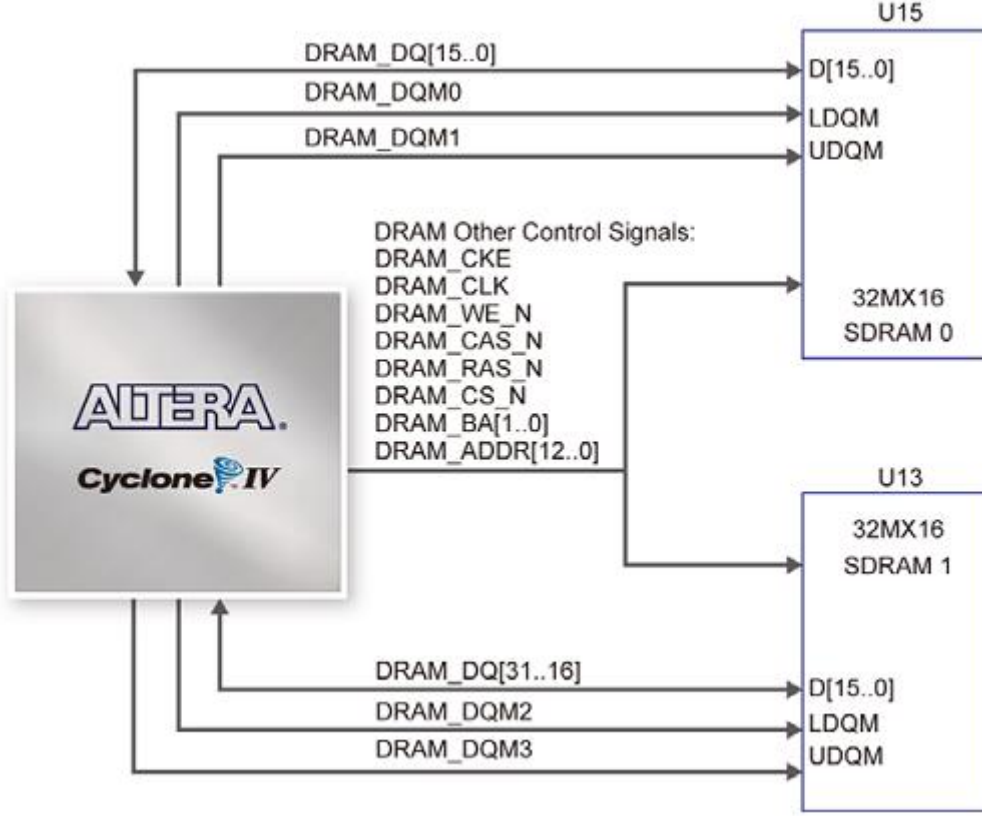 U15
DRAM_DQ[15..0]
D[15..0]
DRAM_DQM0
LDQM
DRAM_DQM1
UDQM
DRAM Other Control Signals:
DRAM_CKE
DRAM_CLK
DRAM_WE_N
DRAM_CAS_N
DRAM_RAS_N
DRAM_CS_N
DRAM_BA[1..0]
DRAM_ADDR[12..0]
32MX16
SDRAM 0
ALTERA.
Cyclone IV
U13
32MX16
SDRAM 1
DRAM_DQ[31..16]
D[15..0]
DRAM_DQM2
LDQM
DRAM_DQM3
UDQM